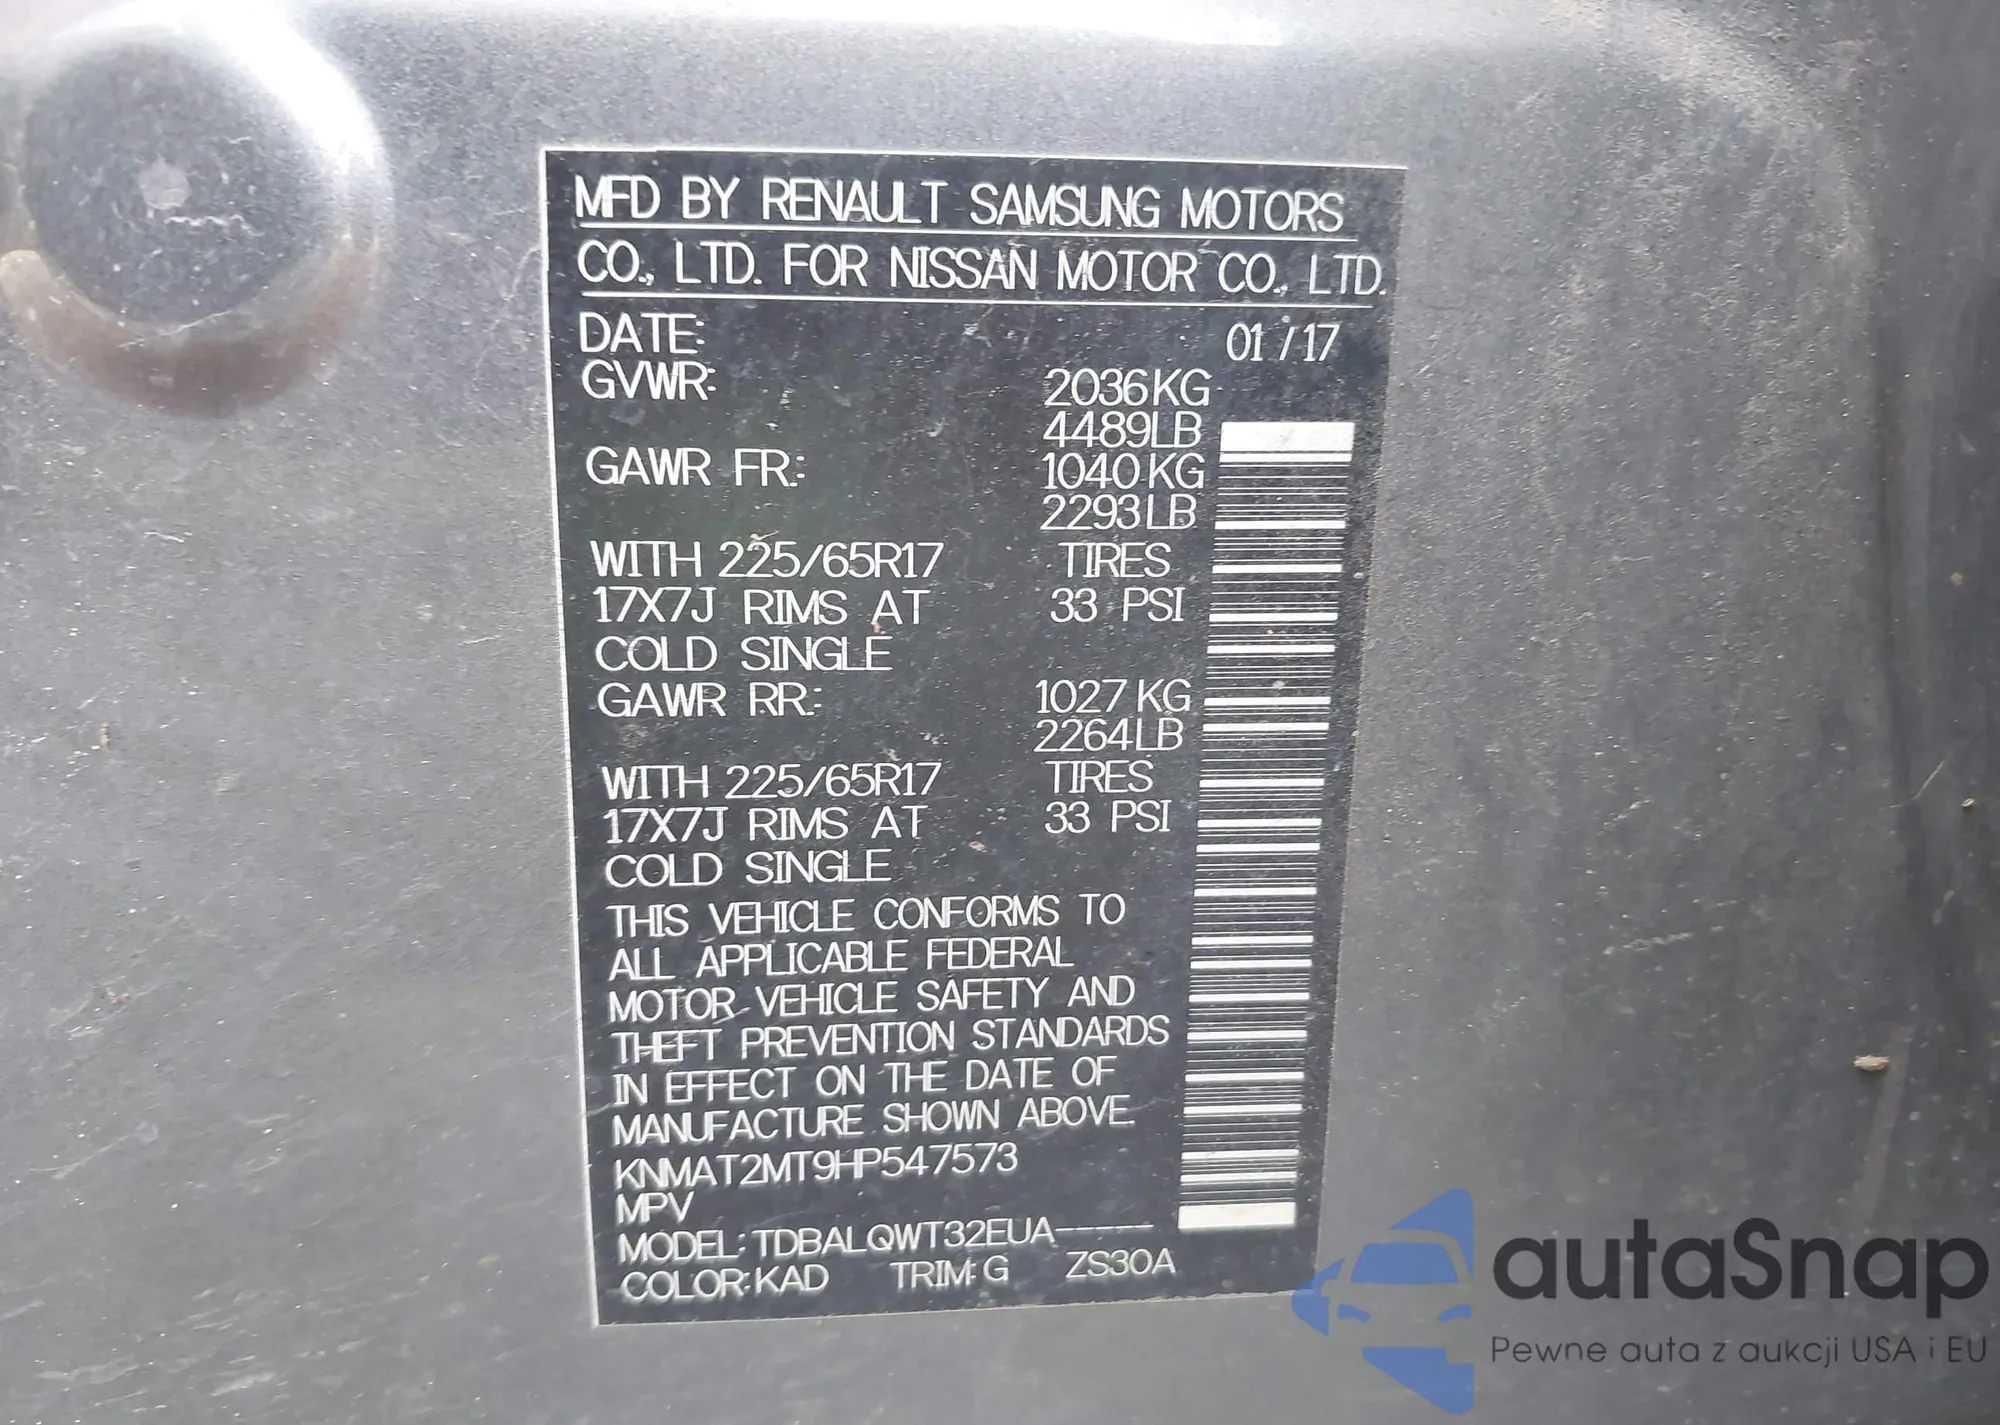 MFD BY RENAULT SAMSUNG MOTORS
CO., LTD. FOR NISSAN MOTOR CO., LTD.
DATE: 01 / 17
GVWR: 2036KG
4489LB
GAWR FR.: 1040KG
2293LB
WITH 225/65R17 TIRES
17X7J RIMS AT 33 PSI
COLD SINGLE
GAWR RR.: 1027KG
2264LB
WITH 225/65R17 TIRES
17X7J RIMS AT 33 PSI
COLD SINGLE
THIS VEHICLE CONFORMS TO
ALL APPLICABLE FEDERAL
MOTOR VEHICLE SAFETY AND
THEFT PREVENTION STANDARDS
IN EFFECT ON THE DATE OF
MANUFACTURE SHOWN ABOVE.
KNMAT2MT9HP547573
MPV
MODEL: TDBALQWT32EUA-----
COLOR: KAD TRIM: G ZS30A
autaSnap
Pewne auta z aukcji USA i EU